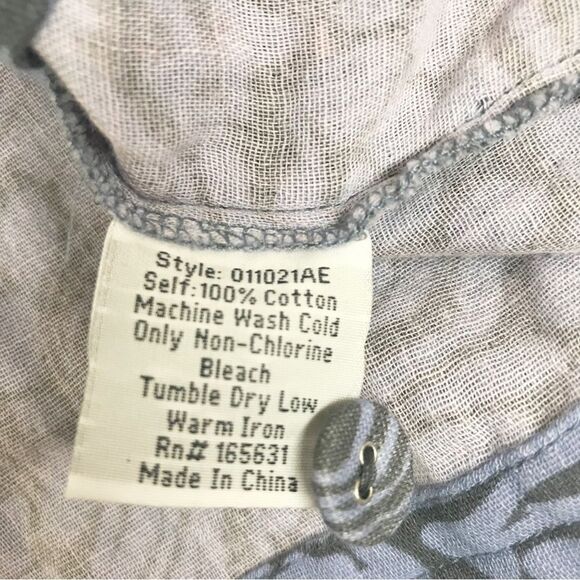 Style: 011021AE
Self:100% Cotton
Machine Wash Cold
Only Non-Chlorine
Bleach
Tumble Dry Low
Warm Iron
Rn# 165631
Made In China